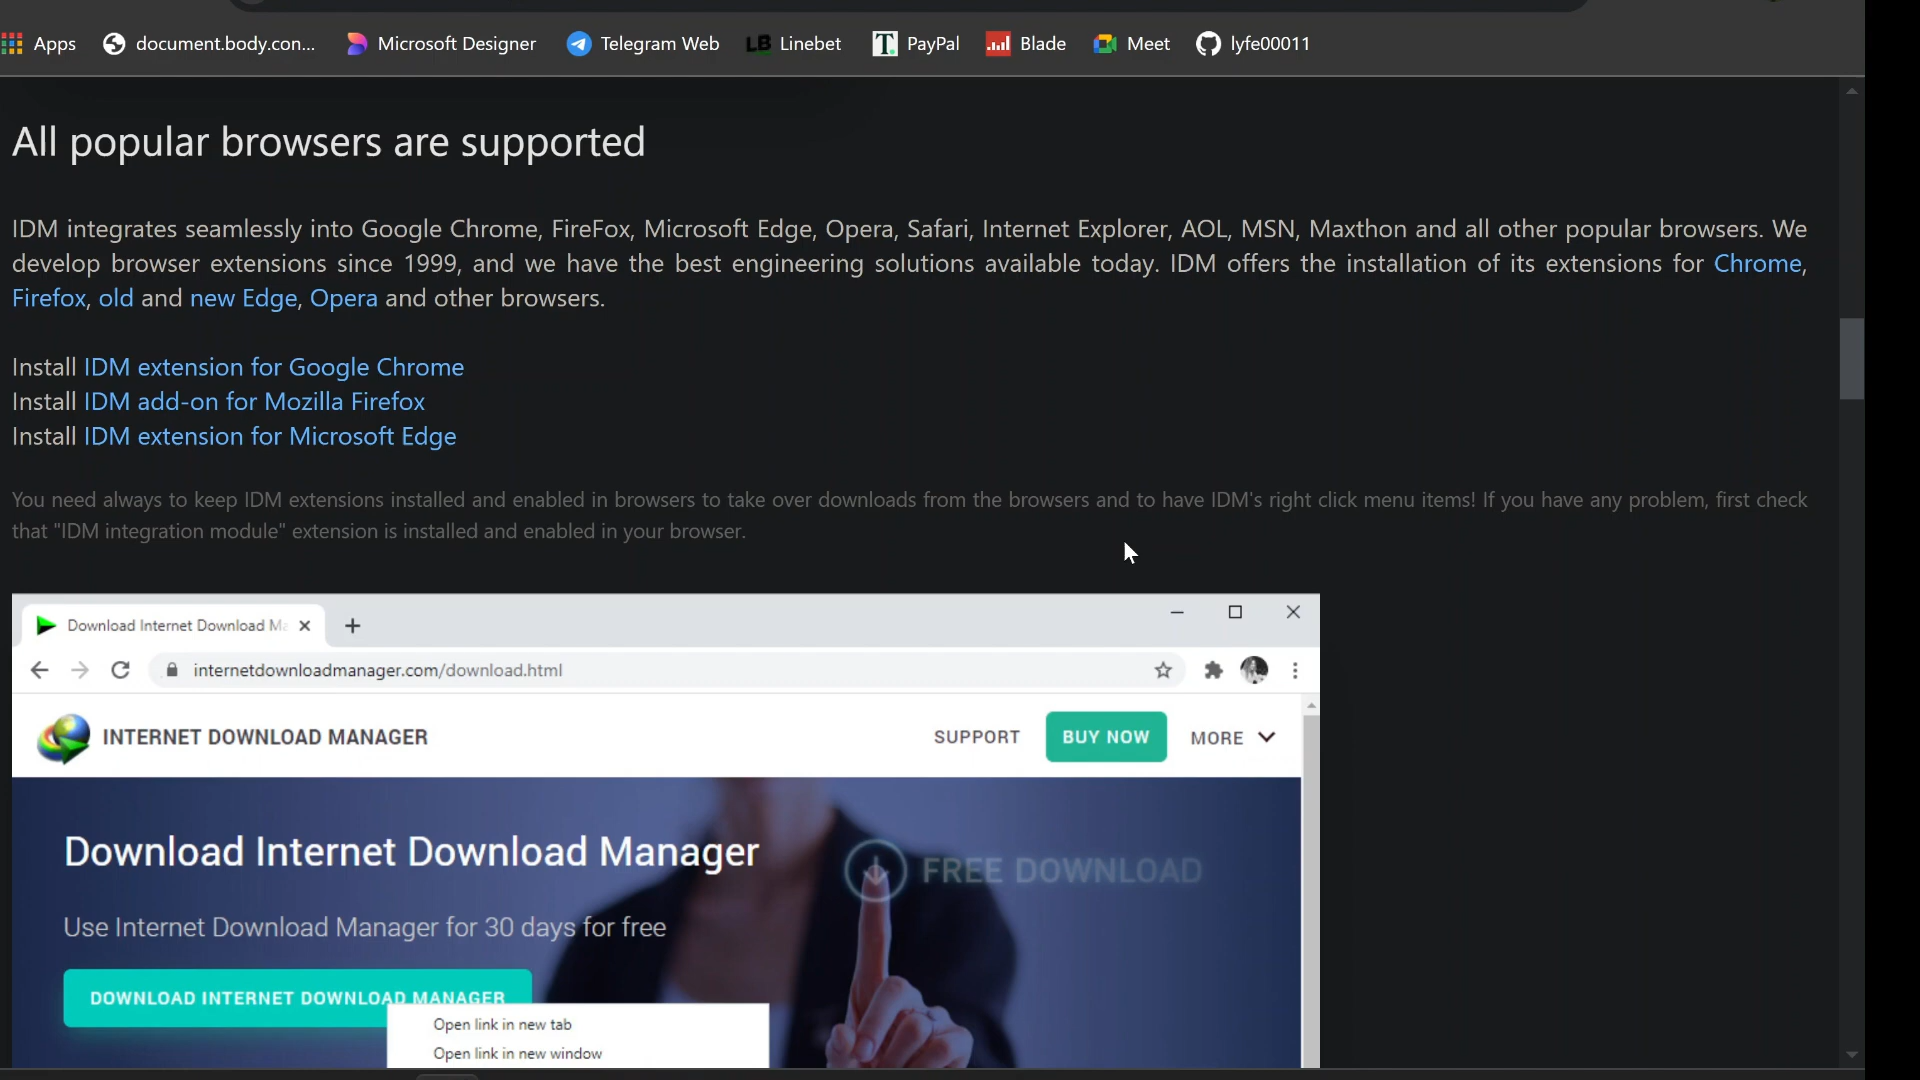 Apps
document.body.con...
Microsoft Designer
Telegram Web
LB Linebet
T. PayPal
Blade
Meet
lyfe00011
All popular browsers are supported
IDM integrates seamlessly into Google Chrome, FireFox, Microsoft Edge, Opera, Safari, Internet Explorer, AOL, MSN, Maxthon and all other popular browsers. We
develop browser extensions since 1999, and we have the best engineering solutions available today. IDM offers the installation of its extensions for Chrome,
Firefox, old and new Edge, Opera and other browsers.
Install IDM extension for Google Chrome
Install IDM add-on for Mozilla Firefox
Install IDM extension for Microsoft Edge
You need always to keep IDM extensions installed and enabled in browsers to take over downloads from the browsers and to have IDM's right click menu items! If you have any problem, first check
that "IDM integration module" extension is installed and enabled in your browser.
Download Internet Download Ma
internetdownloadmanager.com/download.html
INTERNET DOWNLOAD MANAGER
SUPPORT
BUY NOW
MORE
Download Internet Download Manager
FREE DOWNLOAD
Use Internet Download Manager for 30 days for free
DOWNLOAD INTERNET DOWNLOAD MANAGER
Open link in new tab
Open link in new window